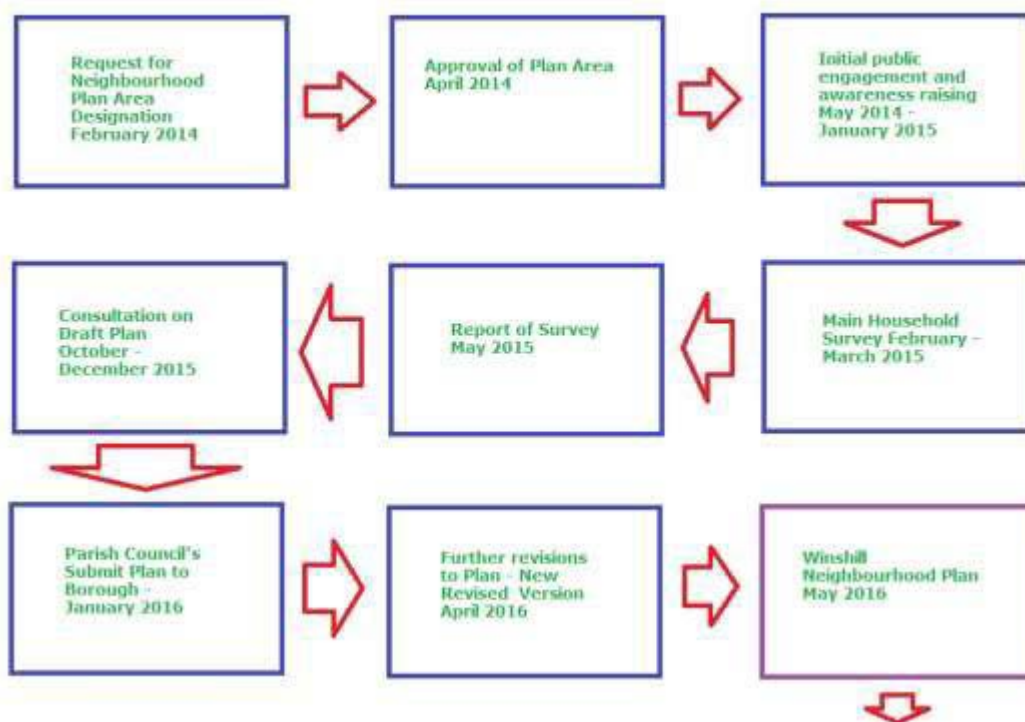 Request for
Neighbourhood
Plan Area
Designation
February 2014
Approval of Plan Area
April 2014
Initial public
engagement and
awareness raising
May 2014 -
January 2015
Main Household
Survey February -
March 2015
Report of Survey
May 2015
Consultation on
Draft Plan
October -
December 2015
Parish Council's
Submit Plan to
Borough -
January 2016
Further revisions
to Plan - New
Revised Version
April 2016
Winshill
Neighbourhood Plan
May 2016